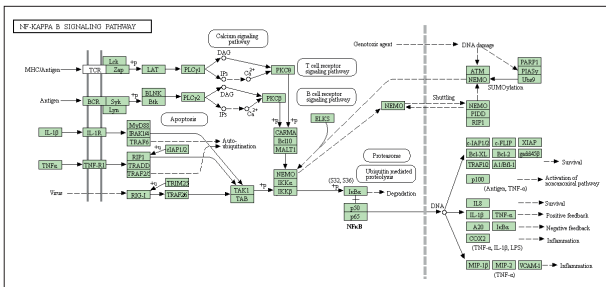 NF-KAPPA B SIGNALING PATHWAY
Calcium signaling
pathway
DAG
IP3
Ca2+
MHC/Antigen
TCR
Lck
Zap
+p
LAT
PLCγ1
PKCθ
T cell receptor
signaling pathway
Antigen
BCR
Syk
Lyn
+p
BLNK
Btk
PLCγ2
DAG
IP3
Ca2+
PKCβ
B cell receptor
signaling pathway
Apoptosis
+p
+p
CARMA
Bcl10
MALT1
ELKS
IL-1β
IL-1R
MyD88
IRAK1/4
TRAF6
Auto-
ubiquitination
cIAP1/2
TNFα
TNF-R1
RIP1
TRADD
TRAF2/5
Virus
RIG-I
TRIM25
TRAF2/6
+p
TAK1
TAB
+p
NEMO
IKKα
IKKβ
+p
Proteasome
Ubiquitin mediated
proteolysis
(S32, S36)
IκBα
Degradation
p50
p65
NFκB
Genotoxic agent
DNA damage
ATM
NEMO
PARP1
PIASy
Ubc9
SUMOylation
Shuttling
NEMO
NEMO
PIDD
RIP1
DNA
c-IAP1/2
c-FLIP
XIAP
Bcl-XL
Bcl-2
gadd45β
TRAF1/2
A1/Bfl-1
Survival
p100
(Antigen, TNF-α)
Activation of
noncanonical pathway
IL8
Survival
IL-1β
TNF-α
Positive feedback
A20
IκBα
Negative feedback
COX2
(TNF-α, IL-1β, LPS)
Inflammation
MIP-1β
MIP-2
VCAM-1
(TNF-α)
Inflammation